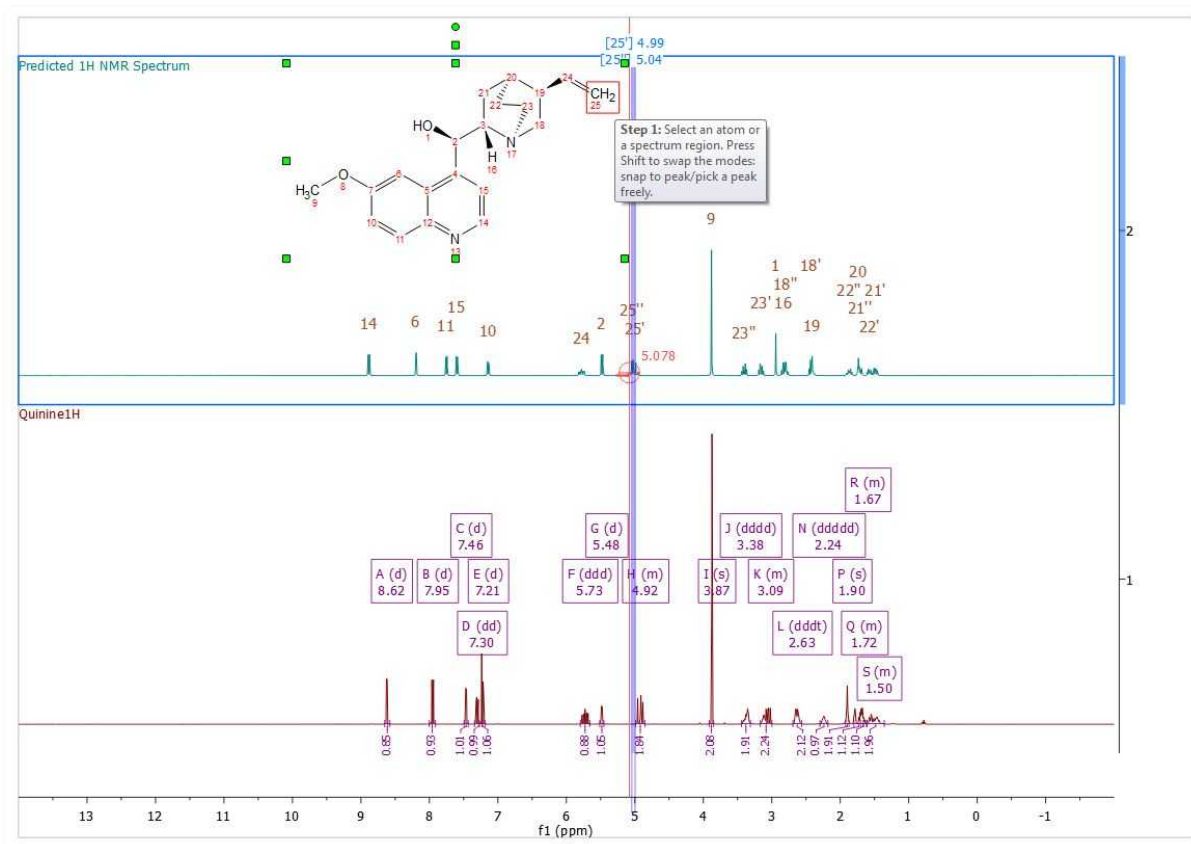 [25'] 4.99
[25'] 5.04
Predicted 1H NMR Spectrum
20
24
CH2
25
21
19
22
23
HO
1
3
18
2
N
17
H
16
O
8
H3C
9
6
4
7
5
15
10
12
14
11
N
13
Step 1: Select an atom or
a spectrum region. Press
Shift to swap the modes:
snap to peak/pick a peak
freely.
9
2
1
18'
20
18''
22'' 21'
25''
23' 16
21''
15
14
6
11
10
24
2
25'
23''
19
22'
5.078
Quinine1H
R (m)
1.67
C (d)
7.46
G (d)
5.48
J (dddd)
3.38
N (ddddd)
2.24
A (d)
8.62
B (d)
7.95
E (d)
7.21
F (ddd)
5.73
H (m)
4.92
I (s)
3.87
K (m)
3.09
P (s)
1.90
1
D (dd)
7.30
L (dddt)
2.63
Q (m)
1.72
S (m)
1.50
0.85
0.93
1.01
0.99
1.06
0.88
1.05
1.84
2.08
1.91
2.24
2.12
0.97
1.91
1.12
1.10
1.96
13 12 11 10 9 8 7 6 5 4 3 2 1 0 -1
f1 (ppm)